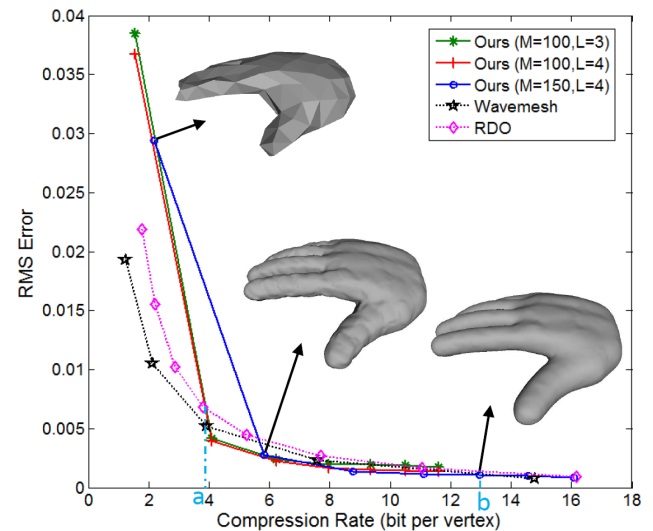 0.04
0.035
0.03
0.025
0.02
0.015
0.01
0.005
0
RMS Error
Ours (M=100,L=3)
Ours (M=100,L=4)
Ours (M=150,L=4)
Wavemesh
RDO
0 2 a 4 6 8 10 12 b 14 16 18
Compression Rate (bit per vertex)